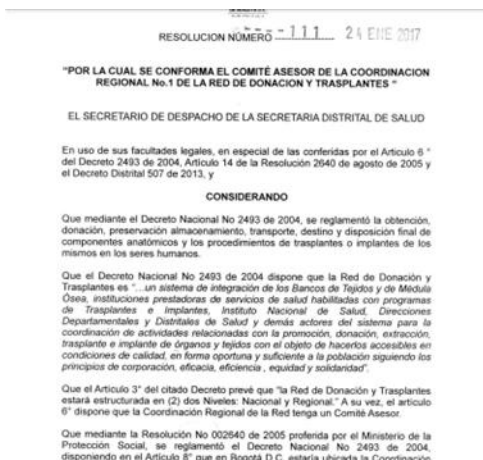 RESOLUCION NÚMERO 111 24 ENE 2017
"POR LA CUAL SE CONFORMA EL COMITÉ ASESOR DE LA COORDINACION
REGIONAL No.1 DE LA RED DE DONACION Y TRASPLANTES "
EL SECRETARIO DE DESPACHO DE LA SECRETARIA DISTRITAL DE SALUD
En uso de sus facultades legales, en especial de las conferidas por el Articulo 6 °
del Decreto 2493 de 2004, Artículo 14 de la Resolución 2640 de agosto de 2005 y
el Decreto Distrital 507 de 2013, y
CONSIDERANDO
Que mediante el Decreto Nacional No 2493 de 2004, se reglamentó la obtención,
donación, preservación almacenamiento, transporte, destino y disposición final de
componentes anatómicos y los procedimientos de trasplantes o implantes de los
mismos en los seres humanos.
Que el Decreto Nacional No 2493 de 2004 dispone que la Red de Donación y
Trasplantes es "...un sistema de integración de los Bancos de Tejidos y de Médula
Ósea, instituciones prestadoras de servicios de salud habilitadas con programas
de Trasplantes e Implantes, Instituto Nacional de Salud, Direcciones
Departamentales y Distritales de Salud y demás actores del sistema para la
coordinación de actividades relacionadas con la promoción, donación, extracción,
trasplante e implante de órganos y tejidos con el objeto de hacerlos accesibles en
condiciones de calidad, en forma oportuna y suficiente a la población siguiendo los
principios de corporación, eficacia, eficiencia , equidad y solidaridad".
Que el Artículo 3° del citado Decreto prevé que "la Red de Donación y Trasplantes
estará estructurada en (2) dos Niveles: Nacional y Regional." A su vez, el artículo
6° dispone que la Coordinación Regional de la Red tenga un Comité Asesor.
Que mediante la Resolución No 002640 de 2005 proferida por el Ministerio de la
Protección Social, se reglamentó el Decreto Nacional No 2493 de 2004,
disponiendo en el Artículo 8° que en Bogotá D.C. estaría ubicada la Coordinación